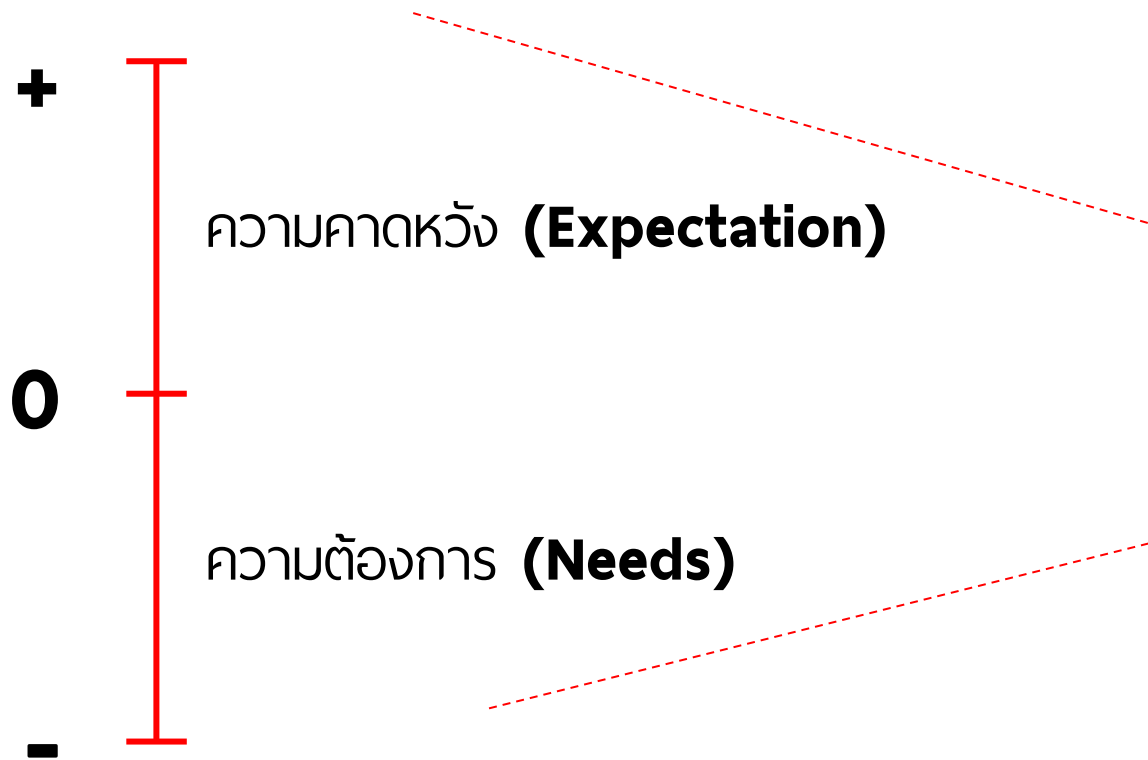 +
ความคาดหวัง (Expectation)
0
ความต้องการ (Needs)
-